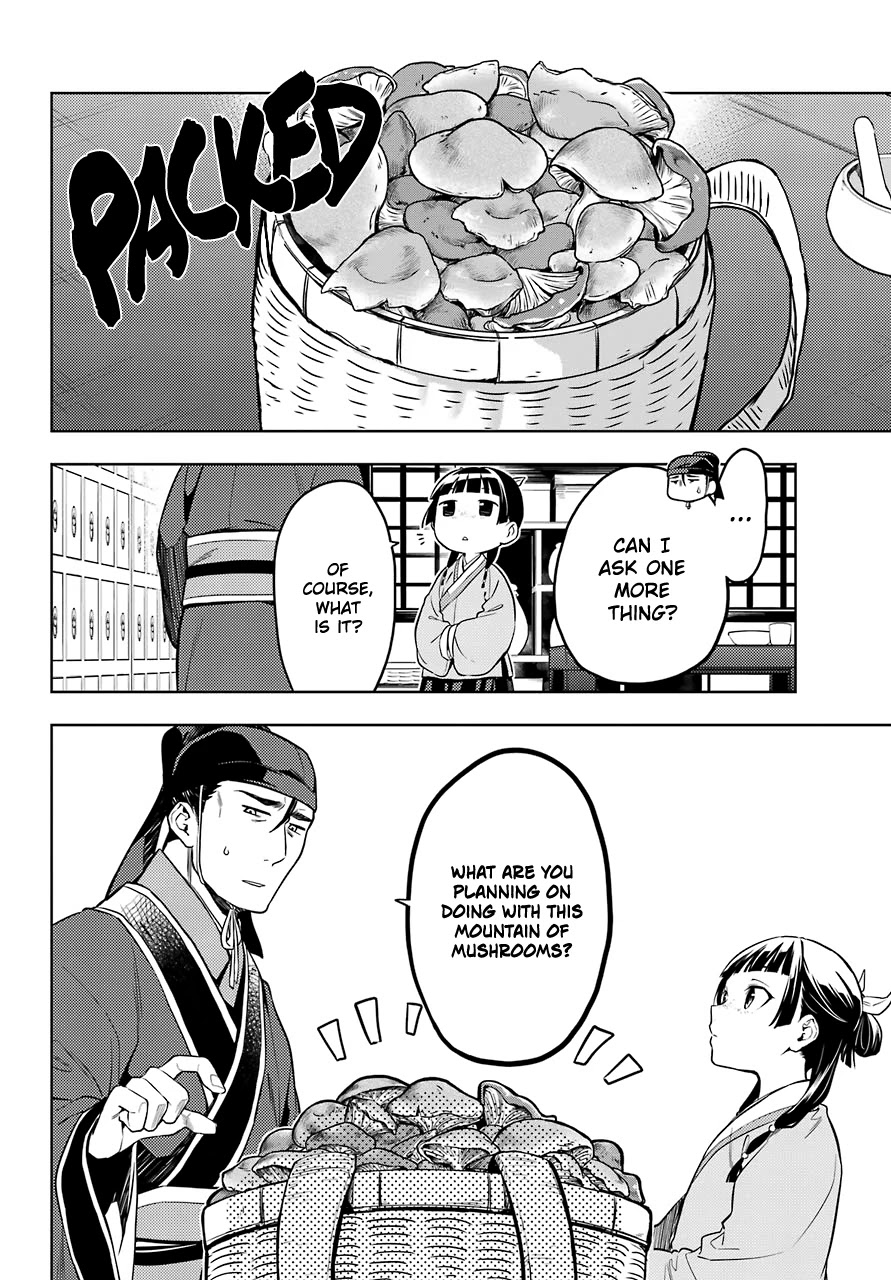 PACKED
...
CAN I
ASK ONE
MORE
THING?
OF
COURSE,
WHAT
IS IT?
WHAT ARE YOU
PLANNING ON
DOING WITH THIS
MOUNTAIN OF
MUSHROOMS?